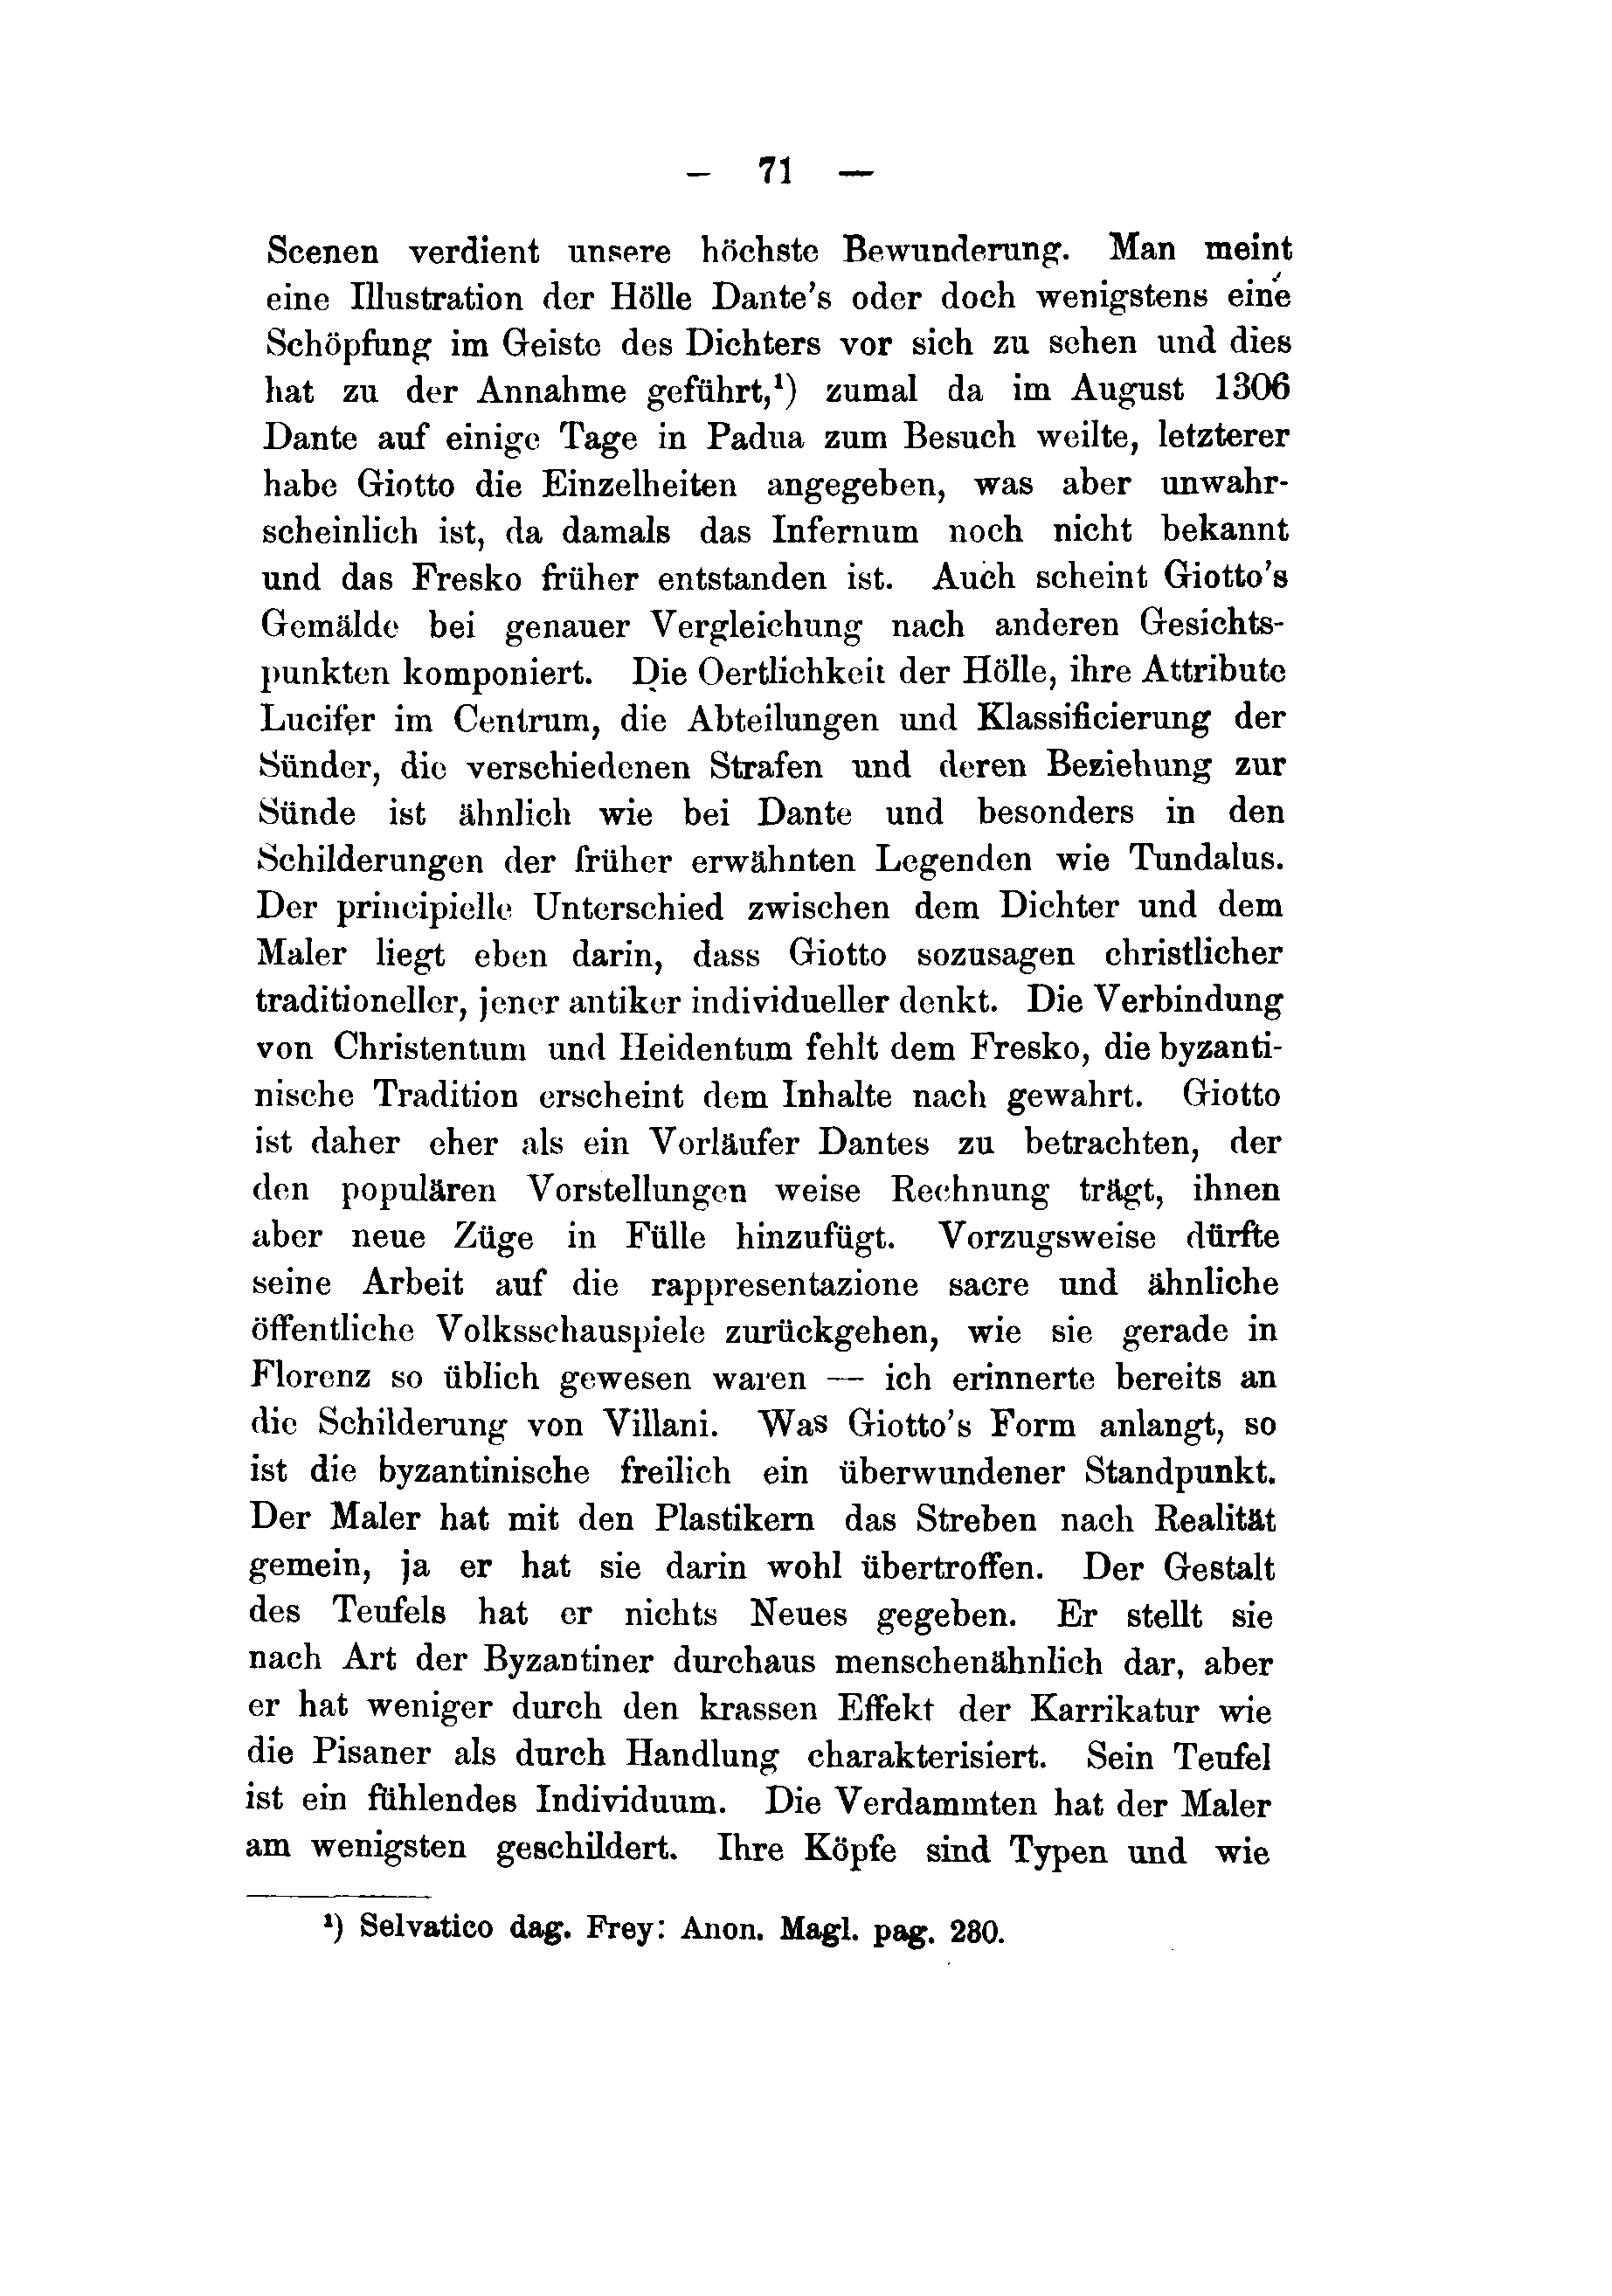 — 71 —
Scenen verdient unsere höchste Bewunderung. Man meint
eine Illustration der Hölle Dante's oder doch wenigstens eine
Schöpfung im Geiste des Dichters vor sich zu sehen und dies
hat zu der Annahme geführt,¹) zumal da im August 1306
Dante auf einige Tage in Padua zum Besuch weilte, letzterer
habe Giotto die Einzelheiten angegeben, was aber unwahr-
scheinlich ist, da damals das Infernum noch nicht bekannt
und das Fresko früher entstanden ist. Auch scheint Giotto's
Gemälde bei genauer Vergleichung nach anderen Gesichts-
punkten komponiert. Die Oertlichkeit der Hölle, ihre Attribute
Lucifer im Centrum, die Abteilungen und Klassificierung der
Sünder, die verschiedenen Strafen und deren Beziehung zur
Sünde ist ähnlich wie bei Dante und besonders in den
Schilderungen der früher erwähnten Legenden wie Tundalus.
Der principielle Unterschied zwischen dem Dichter und dem
Maler liegt eben darin, dass Giotto sozusagen christlicher
traditioneller, jener antiker individueller denkt. Die Verbindung
von Christentum und Heidentum fehlt dem Fresko, die byzanti-
nische Tradition erscheint dem Inhalte nach gewahrt. Giotto
ist daher eher als ein Vorläufer Dantes zu betrachten, der
den populären Vorstellungen weise Rechnung trägt, ihnen
aber neue Züge in Fülle hinzufügt. Vorzugsweise dürfte
seine Arbeit auf die rappresentazione sacre und ähnliche
öffentliche Volksschauspiele zurückgehen, wie sie gerade in
Florenz so üblich gewesen waren — ich erinnerte bereits an
die Schilderung von Villani. Was Giotto's Form anlangt, so
ist die byzantinische freilich ein überwundener Standpunkt.
Der Maler hat mit den Plastikern das Streben nach Realität
gemein, ja er hat sie darin wohl übertroffen. Der Gestalt
des Teufels hat er nichts Neues gegeben. Er stellt sie
nach Art der Byzantiner durchaus menschenähnlich dar, aber
er hat weniger durch den krassen Effekt der Karrikatur wie
die Pisaner als durch Handlung charakterisiert. Sein Teufel
ist ein fühlendes Individuum. Die Verdammten hat der Maler
am wenigsten geschildert. Ihre Köpfe sind Typen und wie
¹) Selvatico dag. Frey: Anon. Magl. pag. 280.